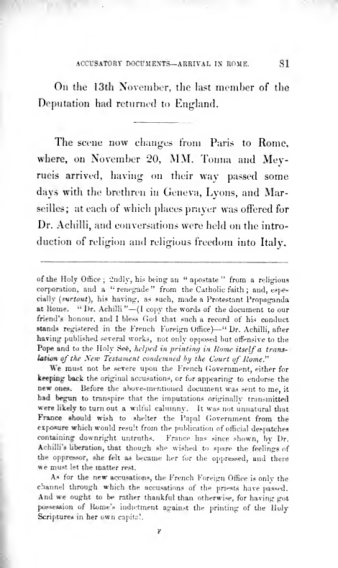 ACCUSATORY DOCUMENTS—ARRIVAL IN ROME. 81
On the 13th November, the last member of the
Deputation had returned to England.
The scene now changes from Paris to Rome,
where, on November 20, MM. Tonna and Mey-
rueis arrived, having on their way passed some
days with the brethren in Geneva, Lyons, and Mar-
seilles; at each of which places prayer was offered for
Dr. Achilli, and conversations were held on the intro-
duction of religion and religious freedom into Italy.
of the Holy Office; 2ndly, his being an "apostate" from a religious
corporation, and a "renegade" from the Catholic faith; and, espe-
cially (surtout), his having, as such, made a Protestant Propaganda
at Rome. "Dr. Achilli"—(I copy the words of the document to our
friend's honour, and I bless God that such a record of his conduct
stands registered in the French Foreign Office)—"Dr. Achilli, after
having published several works, not only opposed but offensive to the
Pope and to the Holy See, helped in printing in Rome itself a trans-
lation of the New Testament condemned by the Court of Rome."
We must not be severe upon the French Government, either for
keeping back the original accusations, or for appearing to endorse the
new ones. Before the above-mentioned document was sent to me, it
had begun to transpire that the imputations originally transmitted
were likely to turn out a wilful calumny. It was not unnatural that
France should wish to shelter the Papal Government from the
exposure which would result from the publication of official despatches
containing downright untruths. France has since shown, by Dr.
Achilli's liberation, that though she wished to spare the feelings of
the oppressor, she felt as became her for the oppressed, and there
we must let the matter rest.
As for the new accusations, the French Foreign Office is only the
channel through which the accusations of the priests have passed.
And we ought to be rather thankful than otherwise, for having got
possession of Rome's indictment against the printing of the Holy
Scriptures in her own capital.
F